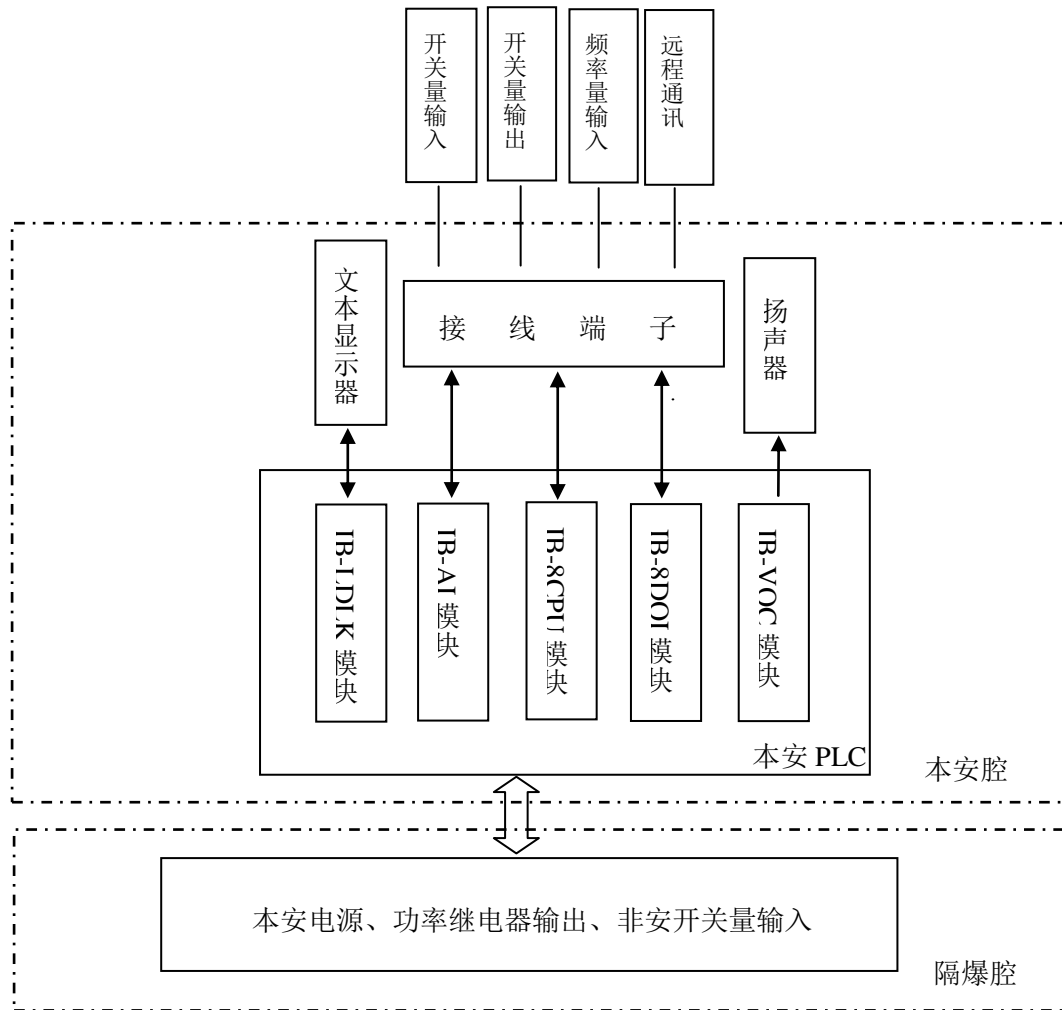 开关量输入
开关量输出
频率量输入
远程通讯
文本显示器
接线端子
扬声器
IB-LDLK 模块
IB-AI 模块
IB-8CPU 模块
IB-8DOI 模块
IB-VOC 模块
本安 PLC
本安腔
本安电源、功率继电器输出、非安开关量输入
隔爆腔